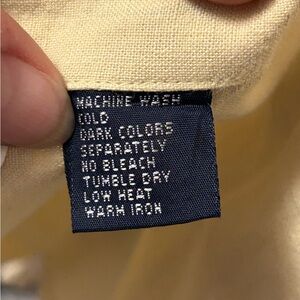 MACHINE WASH
COLD
DARK COLORS
SEPARATELY
NO BLEACH
TUMBLE DRY
LOW HEAT
WARM IRON